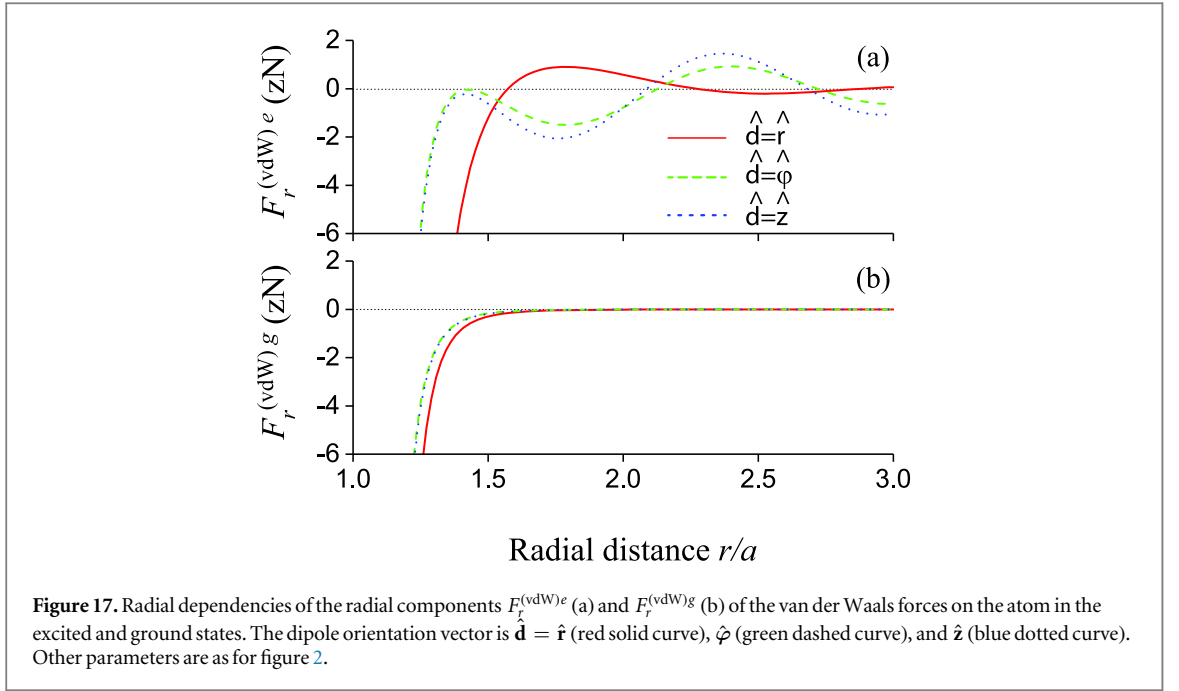 2
0
-2
-4
-6
F_r^(vdW) e (zN)
(a)
d̂=r̂
d̂=φ̂
d̂=ẑ
2
0
-2
-4
-6
F_r^(vdW) g (zN)
(b)
1.0 1.5 2.0 2.5 3.0
Radial distance r/a
Figure 17. Radial dependencies of the radial components F_r^(vdW)e (a) and F_r^(vdW)g (b) of the van der Waals forces on the atom in the
excited and ground states. The dipole orientation vector is d̂ = r̂ (red solid curve), φ̂ (green dashed curve), and ẑ (blue dotted curve).
Other parameters are as for figure 2.